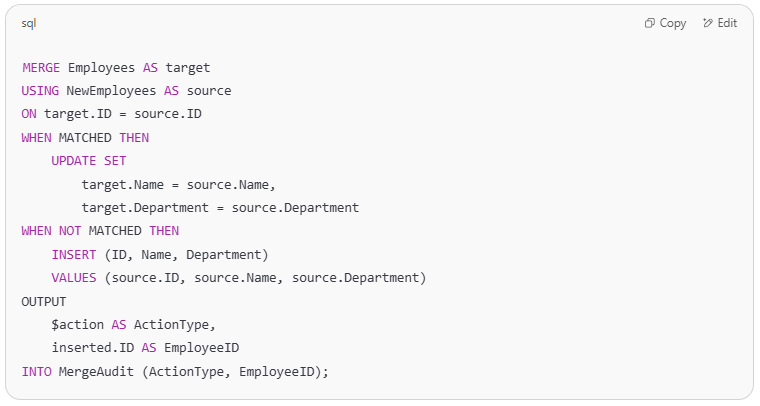 sql
Copy
Edit
MERGE Employees AS target
USING NewEmployees AS source
ON target.ID = source.ID
WHEN MATCHED THEN
UPDATE SET
target.Name = source.Name,
target.Department = source.Department
WHEN NOT MATCHED THEN
INSERT (ID, Name, Department)
VALUES (source.ID, source.Name, source.Department)
OUTPUT
$action AS ActionType,
inserted.ID AS EmployeeID
INTO MergeAudit (ActionType, EmployeeID);